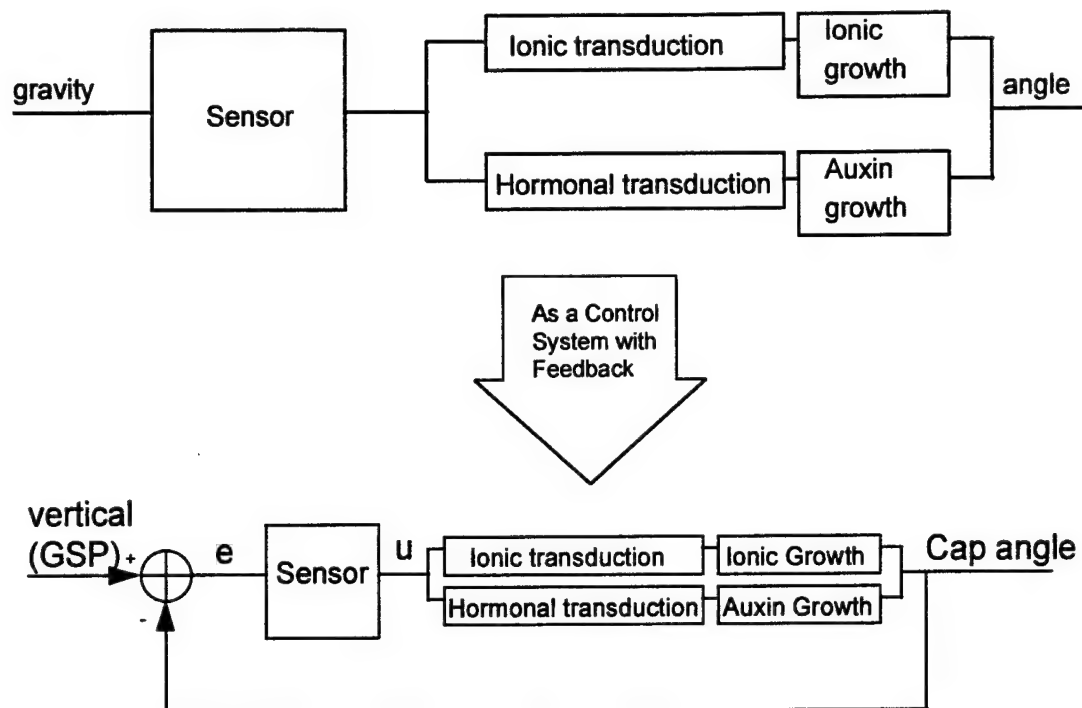 gravity
Sensor
Ionic transduction
Ionic
growth
Hormonal transduction
Auxin
growth
angle
As a Control
System with
Feedback
vertical
(GSP)
+
-
e
Sensor
u
Ionic transduction
Ionic Growth
Hormonal transduction
Auxin Growth
Cap angle